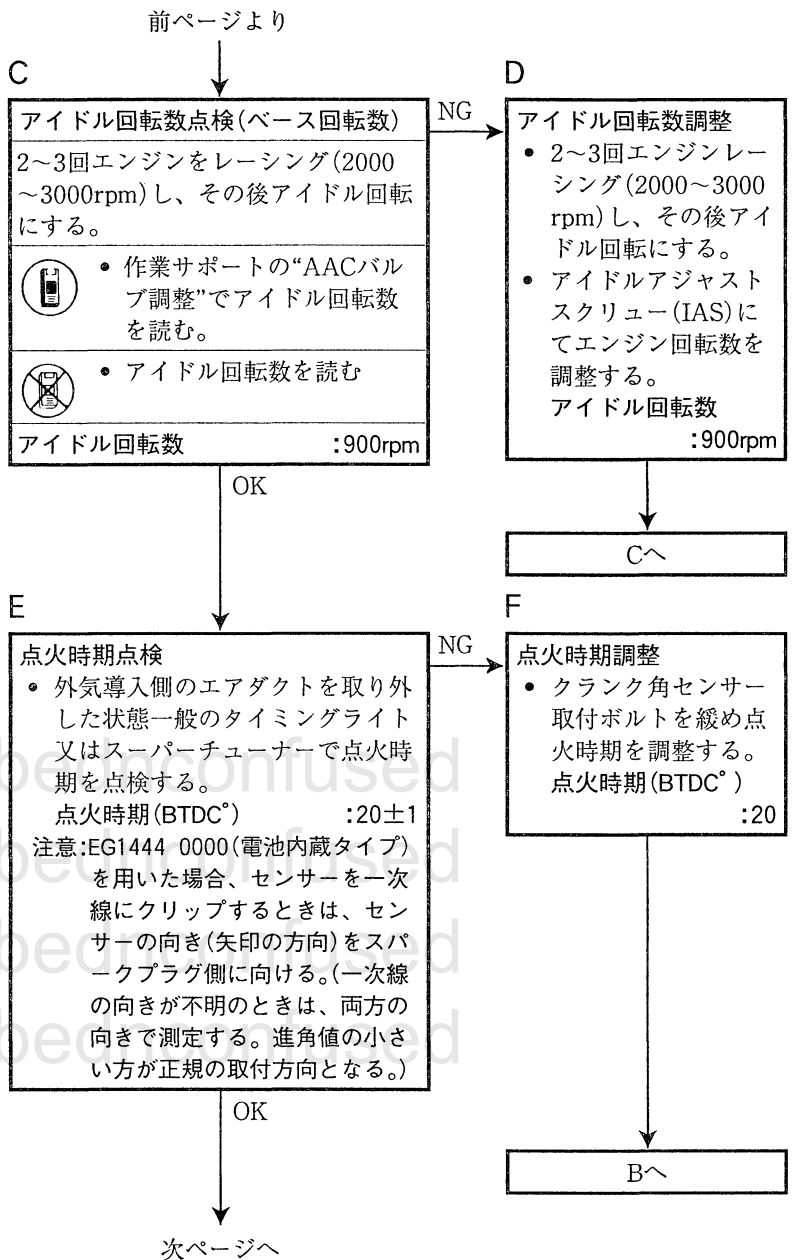 前ページより
C
アイドル回転数点検(ベース回転数)
2〜3回エンジンをレーシング(2000
〜3000rpm)し、その後アイドル回転
にする。
• 作業サポートの“AACバル
ブ調整”でアイドル回転数
を読む。
• アイドル回転数を読む
アイドル回転数 :900rpm
NG
D
アイドル回転数調整
• 2〜3回エンジンレー
シング(2000〜3000
rpm)し、その後アイ
ドル回転にする。
• アイドルアジャスト
スクリュー(IAS)に
てエンジン回転数を
調整する。
アイドル回転数
:900rpm
OK
Cへ
E
点火時期点検
• 外気導入側のエアダクトを取り外
した状態一般のタイミングライト
又はスーパーチューナーで点火時
期を点検する。
点火時期(BTDC°) :20±1
注意:EG1444 0000(電池内蔵タイプ)
を用いた場合、センサーを一次
線にクリップするときは、セン
サーの向き(矢印の方向)をスパ
ークプラグ側に向ける。(一次線
の向きが不明のときは、両方の
向きで測定する。進角値の小さ
い方が正規の取付方向となる。)
NG
F
点火時期調整
• クランク角センサー
取付ボルトを緩め点
火時期を調整する。
点火時期(BTDC°)
:20
OK
Bへ
次ページへ
bednconfused
bednconfused
bednconfused
bednconfused